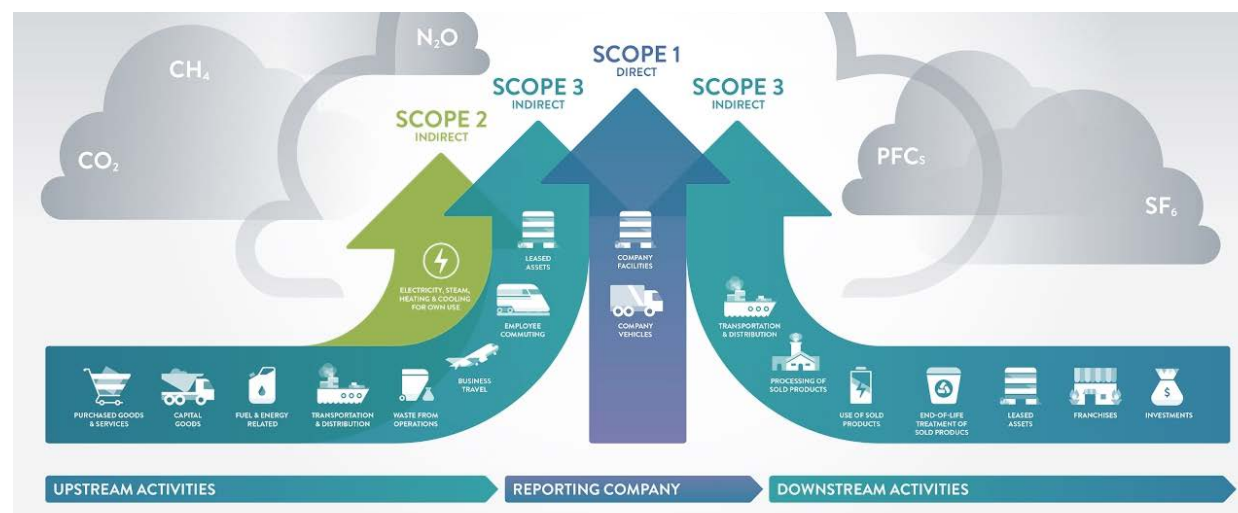 N₂O
CH₄
CO₂
SCOPE 2
INDIRECT
SCOPE 3
INDIRECT
SCOPE 1
DIRECT
SCOPE 3
INDIRECT
PFCₛ
SF₆
ELECTRICITY, STEAM,
HEATING & COOLING
FOR OWN USE
LEASED
ASSETS
EMPLOYEE
COMMUTING
BUSINESS
TRAVEL
COMPANY
FACILITIES
COMPANY
VEHICLES
PURCHASED GOODS
& SERVICES
CAPITAL
GOODS
FUEL & ENERGY
RELATED
TRANSPORTATION
& DISTRIBUTION
WASTE FROM
OPERATIONS
TRANSPORTATION
& DISTRIBUTION
PROCESSING OF
SOLD PRODUCTS
USE OF SOLD
PRODUCTS
END-OF-LIFE
TREATMENT OF
SOLD PRODUCS
LEASED
ASSETS
FRANCHISES
$
INVESTMENTS
UPSTREAM ACTIVITIES
REPORTING COMPANY
DOWNSTREAM ACTIVITIES